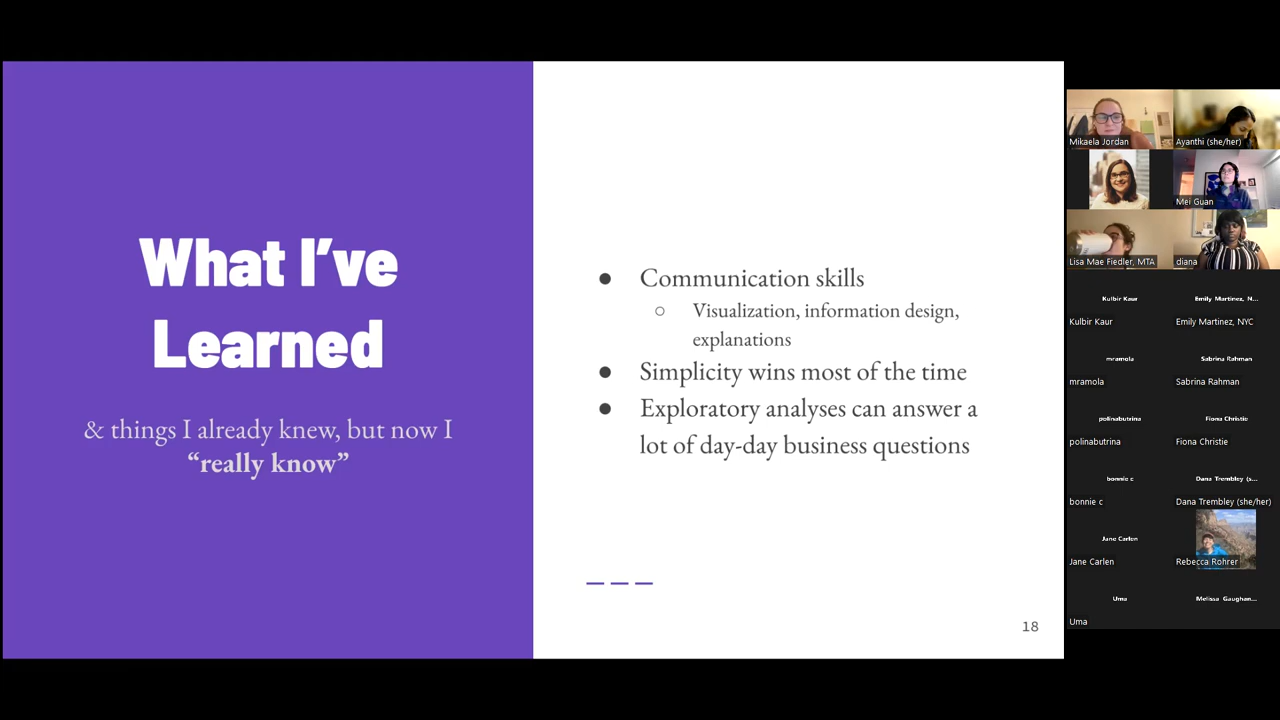 What I've
Learned
& things I already knew, but now I
“really know”
● Communication skills
○ Visualization, information design,
explanations
● Simplicity wins most of the time
● Exploratory analyses can answer a
lot of day-day business questions
18
Mikaela Jordan
Ayanthi (she/her)
Mei Guan
Lisa Mae Fiedler, MTA
diana
Kulbir Kaur
Emily Martinez, N...
Kulbir Kaur
Emily Martinez, NYC
mramola
Sabrina Rahman
mramola
Sabrina Rahman
polinabutrina
Fiona Christie
polinabutrina
Fiona Christie
bonnie c
Dana Trembley (s...
bonnie c
Dana Trembley (she/her)
Jane Carlen
Jane Carlen
Rebecca Rohrer
Uma
Melissa Gaughan...
Uma